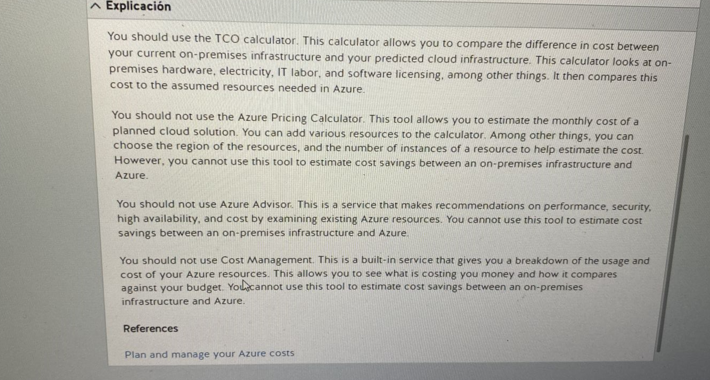 Explicación
You should use the TCO calculator. This calculator allows you to compare the difference in cost between
your current on-premises infrastructure and your predicted cloud infrastructure. This calculator looks at on-
premises hardware, electricity, IT labor, and software licensing, among other things. It then compares this
cost to the assumed resources needed in Azure.
You should not use the Azure Pricing Calculator. This tool allows you to estimate the monthly cost of a
planned cloud solution. You can add various resources to the calculator. Among other things, you can
choose the region of the resources, and the number of instances of a resource to help estimate the cost.
However, you cannot use this tool to estimate cost savings between an on-premises infrastructure and
Azure.
You should not use Azure Advisor. This is a service that makes recommendations on performance, security,
high availability, and cost by examining existing Azure resources. You cannot use this tool to estimate cost
savings between an on-premises infrastructure and Azure.
You should not use Cost Management. This is a built-in service that gives you a breakdown of the usage and
cost of your Azure resources. This allows you to see what is costing you money and how it compares
against your budget. You cannot use this tool to estimate cost savings between an on-premises
infrastructure and Azure.
References
Plan and manage your Azure costs